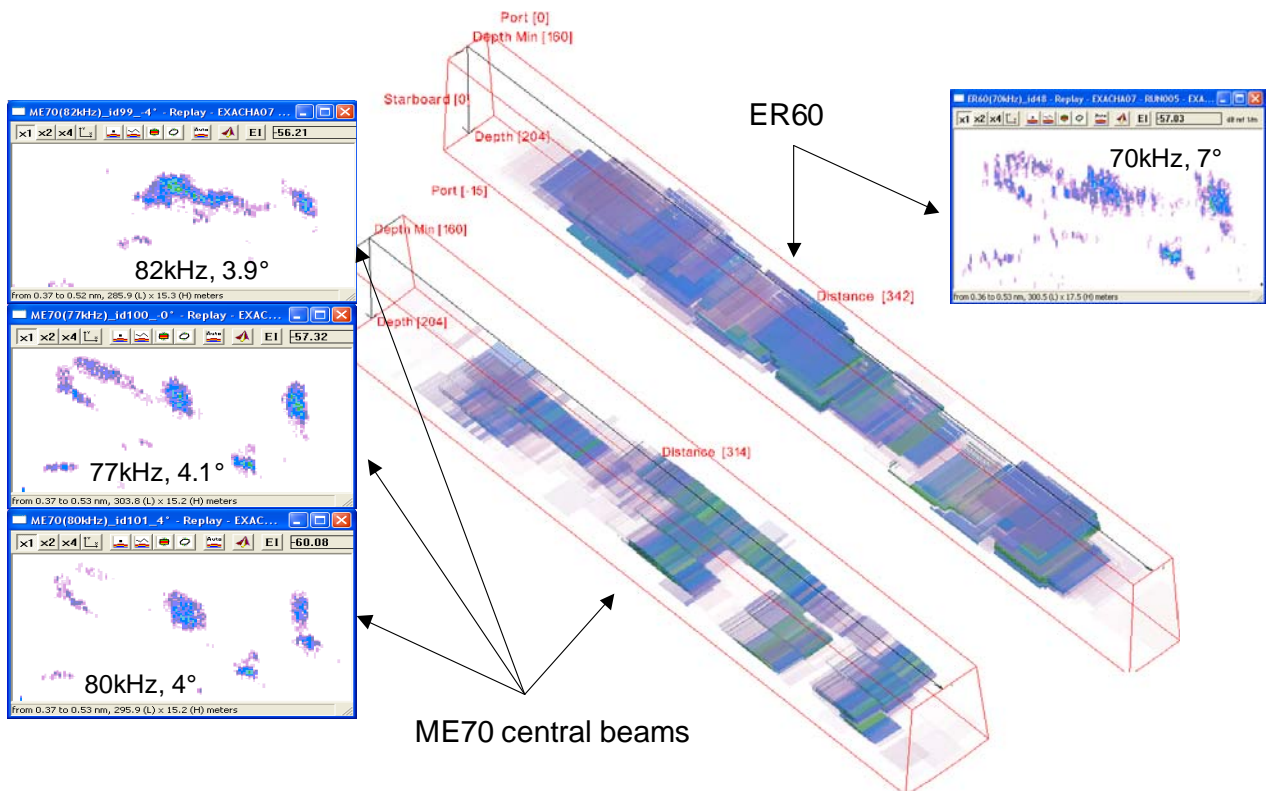 Port [0]
Depth Min [160]
Starboard [0
Depth [204]
Port [-15]
Distance [342]
ER60
ME70(82kHz)_id99_-4° - Replay - EXACHA07 ...
x1 x2 x4 EI -56.21
82kHz, 3.9°
from 0.37 to 0.52 nm, 285.9 (L) x 15.3 (H) meters
ME70(77kHz)_id100_-0° - Replay - EXAC...
x1 x2 x4 EI -57.32
77kHz, 4.1°
from 0.37 to 0.53 nm, 303.8 (L) x 15.2 (H) meters
ME70(80kHz)_id101_4° - Replay - EXAC...
x1 x2 x4 EI -60.08
80kHz, 4°
from 0.37 to 0.53 nm, 295.9 (L) x 15.2 (H) meters
Depth Min [160]
Depth [204]
Distance [314]
ME70 central beams
ER60(70kHz)_id48 - Replay - EXACHA07 - RUN005 - EXA...
x1 x2 x4 Auto EI -57.03 dB ref 1m
70kHz, 7°
from 0.36 to 0.53 nm, 300.5 (L) x 17.5 (H) meters